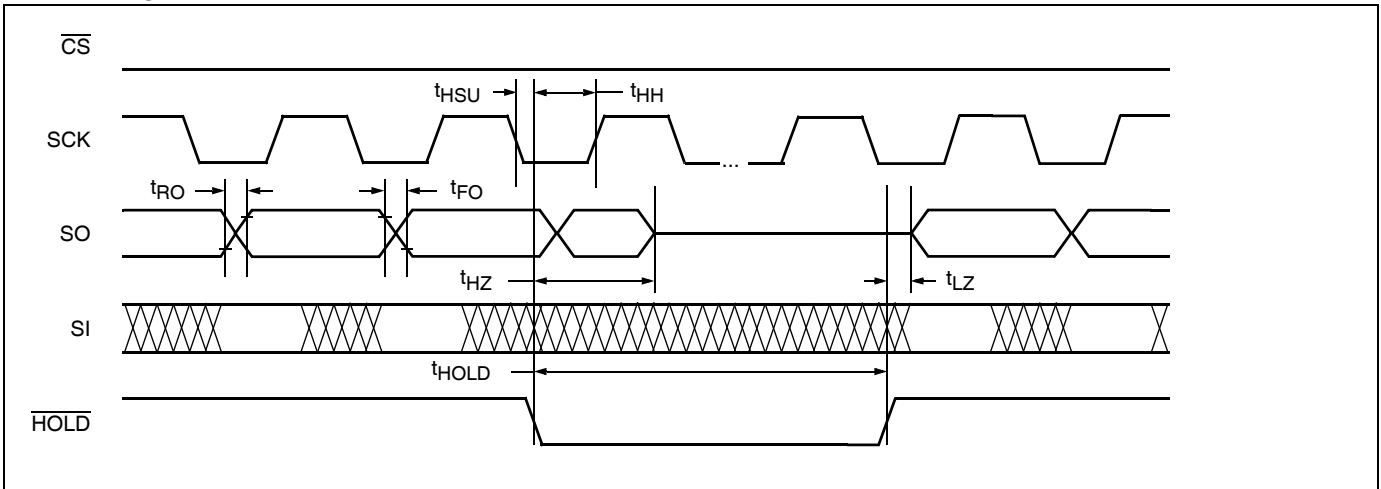 CS
tHSU
tHH
SCK
...
tRO
tFO
SO
tHZ
tLZ
SI
tHOLD
HOLD